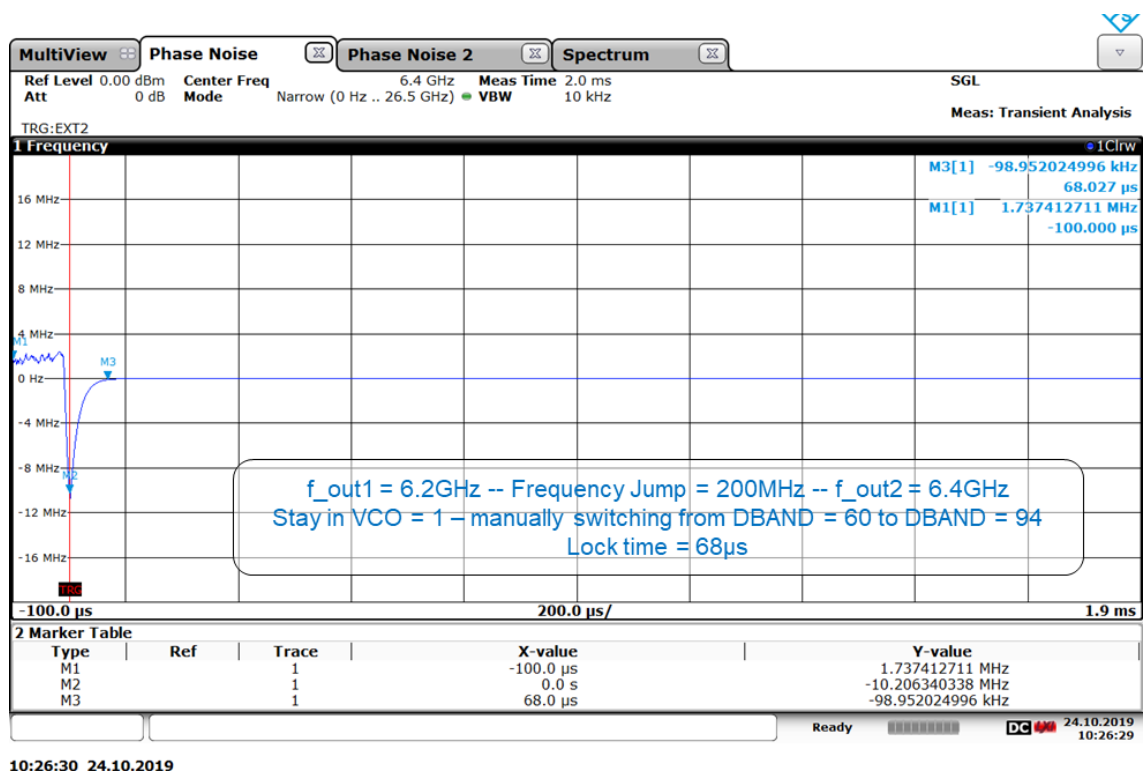 MultiView Phase Noise Phase Noise 2 Spectrum
Ref Level 0.00 dBm Center Freq 6.4 GHz Meas Time 2.0 ms SGL
Att 0 dB Mode Narrow (0 Hz .. 26.5 GHz) VBW 10 kHz
Meas: Transient Analysis
TRG:EXT2
1 Frequency 1Clrw
M3[1] -98.952024996 kHz
68.027 µs
M1[1] 1.737412711 MHz
-100.000 µs
16 MHz
12 MHz
8 MHz
4 MHz
M1
M3
0 Hz
-4 MHz
-8 MHz
M2
f_out1 = 6.2GHz -- Frequency Jump = 200MHz -- f_out2 = 6.4GHz
-12 MHz
Stay in VCO = 1 – manually switching from DBAND = 60 to DBAND = 94
Lock time = 68µs
-16 MHz
TRG
-100.0 µs 200.0 µs/ 1.9 ms
2 Marker Table
Type Ref Trace X-value Y-value
M1 1 -100.0 µs 1.737412711 MHz
M2 1 0.0 s -10.206340338 MHz
M3 1 68.0 µs -98.952024996 kHz
Ready DC 24.10.2019
10:26:29
10:26:30 24.10.2019